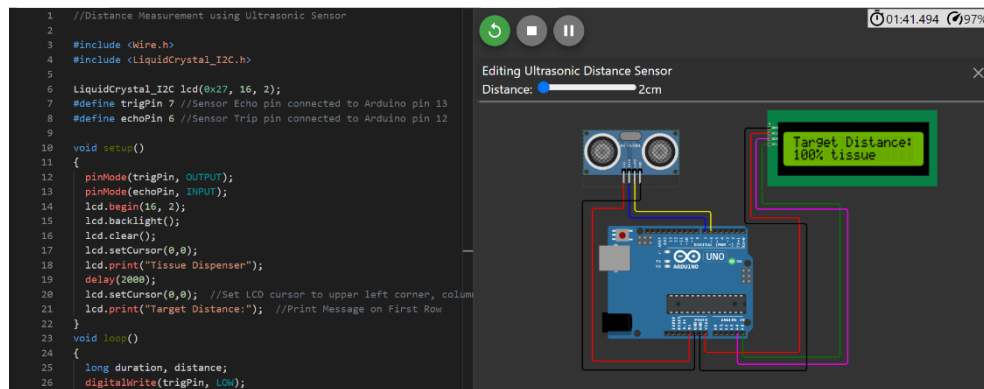 1 //Distance Measurement using Ultrasonic Sensor
2
3 #include <Wire.h>
4 #include <LiquidCrystal_I2C.h>
5
6 LiquidCrystal_I2C lcd(0x27, 16, 2);
7 #define trigPin 7 //Sensor Echo pin connected to Arduino pin 13
8 #define echoPin 6 //Sensor Trip pin connected to Arduino pin 12
9
10 void setup()
11 {
12 pinMode(trigPin, OUTPUT);
13 pinMode(echoPin, INPUT);
14 lcd.begin(16, 2);
15 lcd.backlight();
16 lcd.clear();
17 lcd.setCursor(0,0);
18 lcd.print("Tissue Dispenser");
19 delay(2000);
20 lcd.setCursor(0,0); //Set LCD cursor to upper left corner, colum
21 lcd.print("Target Distance:"); //Print Message on First Row
22 }
23 void loop()
24 {
25 long duration, distance;
26 digitalWrite(trigPin, LOW);
01:41.494 97%
Editing Ultrasonic Distance Sensor
Distance: 2cm
Target Distance:
100% tissue
DIGITAL (PWM ~)
UNO
ARDUINO
POWER
ANALOG IN